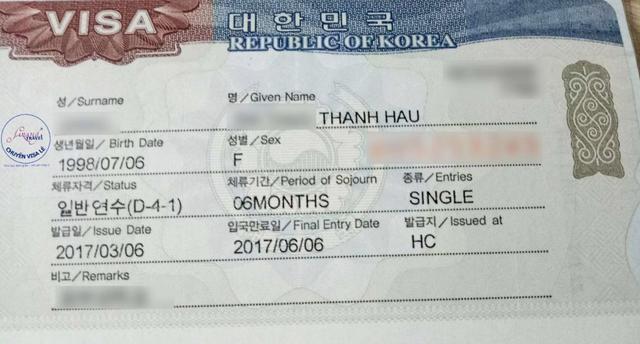 VISA 대한민국
REPUBLIC OF KOREA
성/Surname 명/Given Name
THANH HAU
생년월일/Birth Date 성별/Sex
1998/07/06 F
체류자격/Status 체류기간/Period of Sojourn 종류/Entries
일반연수(D-4-1) 06MONTHS SINGLE
발급일/Issue Date 입국만료일/Final Entry Date 발급지/Issued at
2017/03/06 2017/06/06 HC
비고/Remarks
TRAVEL
CHUYÊN VISA LẺ